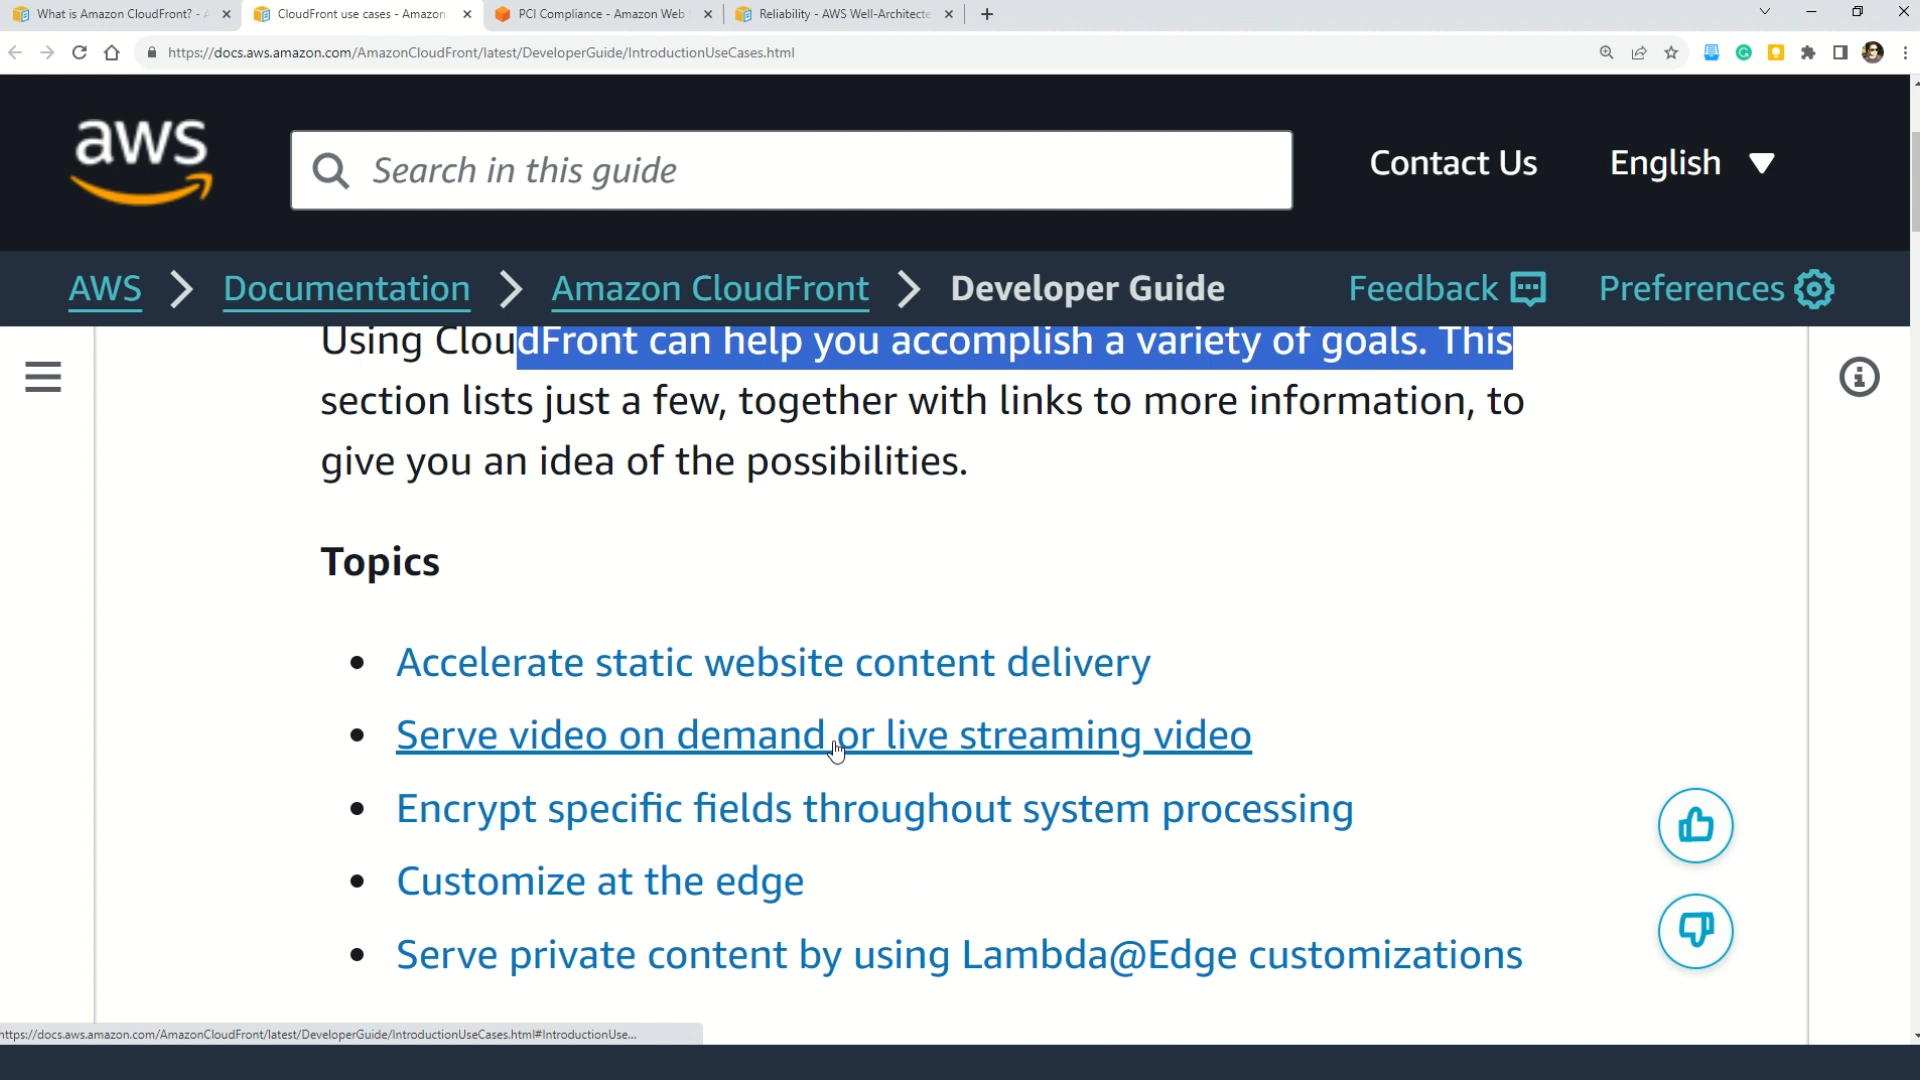 What is Amazon CloudFront? - A
CloudFront use cases - Amazon
PCI Compliance - Amazon Web
Reliability - AWS Well-Architecte
https://docs.aws.amazon.com/AmazonCloudFront/latest/DeveloperGuide/IntroductionUseCases.html
aws
Search in this guide
Contact Us
English
AWS > Documentation > Amazon CloudFront > Developer Guide
Feedback
Preferences
Using CloudFront can help you accomplish a variety of goals. This
section lists just a few, together with links to more information, to
give you an idea of the possibilities.
Topics
• Accelerate static website content delivery
• Serve video on demand or live streaming video
• Encrypt specific fields throughout system processing
• Customize at the edge
• Serve private content by using Lambda@Edge customizations
https://docs.aws.amazon.com/AmazonCloudFront/latest/DeveloperGuide/IntroductionUseCases.html#IntroductionUse...